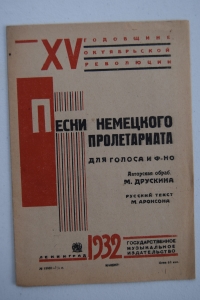 XV
ГОДОВЩИНЕ
ОКТЯБРЬСКОЙ
РЕВОЛЮЦИИ
ПЕСНИ НЕМЕЦКОГО
ПРОЛЕТАРИАТА
ДЛЯ ГОЛОСА И Ф-НО
Авторская обраб.
М. ДРУСКИНА
РУССКИЙ ТЕКСТ
М. АРОНСОНА
ЛЕНИНГРАД
1932
ГОСУДАРСТВЕННОЕ
МУЗЫКАЛЬНОЕ
ИЗДАТЕЛЬСТВО